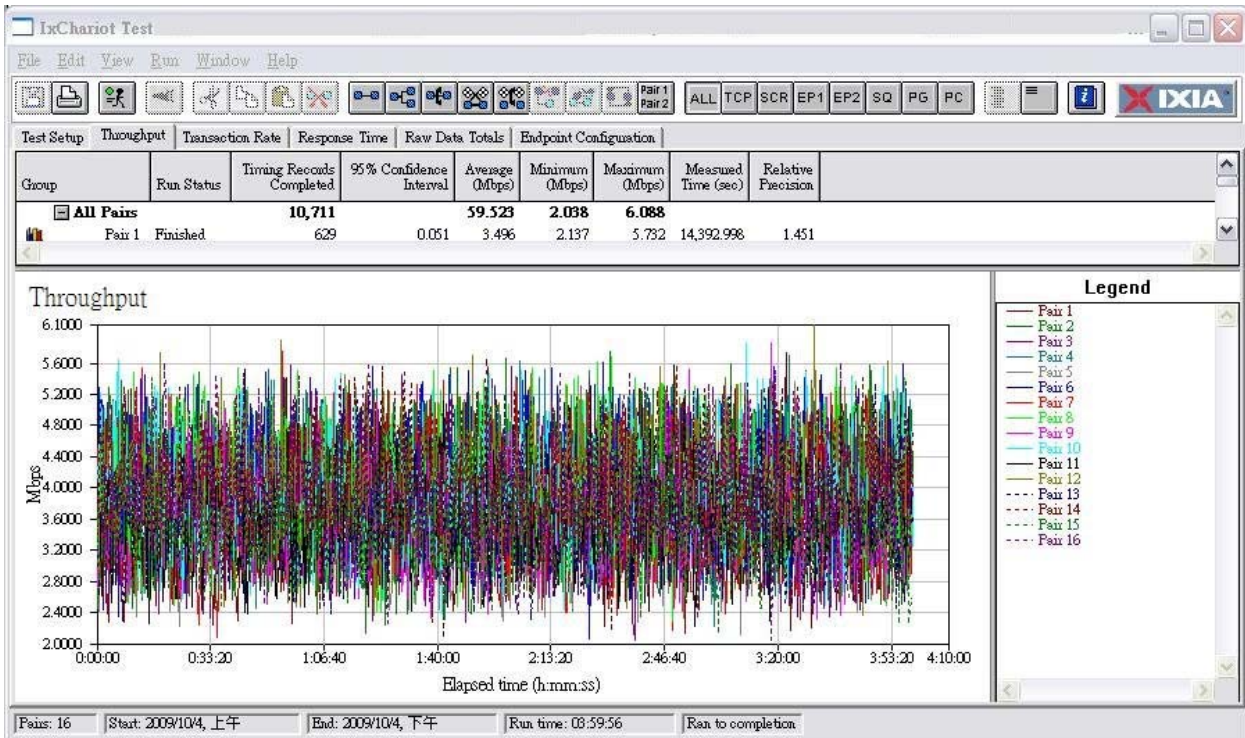 IxChariot Test
File Edit View Run Window Help
Pair 1
Pair 2
ALL TCP SCR EP1 EP2 SQ PG PC
IXIA
Test Setup Throughput Transaction Rate Response Time Raw Data Totals Endpoint Configuration
Group Run Status Timing Records Completed 95% Confidence Interval Average (Mbps) Minimum (Mbps) Maximum (Mbps) Measured Time (sec) Relative Precision
All Pairs 10,711 59.523 2.038 6.088
Pair 1 Finished 629 0.051 3.496 2.137 5.732 14,392.998 1.451
Throughput
Mbps
6.1000
5.6000
5.2000
4.8000
4.4000
4.0000
3.6000
3.2000
2.8000
2.4000
2.0000
0:00:00 0:33:20 1:06:40 1:40:00 2:13:20 2:46:40 3:20:00 3:53:20 4:10:00
Elapsed time (h:mm:ss)
Legend
Pair 1
Pair 2
Pair 3
Pair 4
Pair 5
Pair 6
Pair 7
Pair 8
Pair 9
Pair 10
Pair 11
Pair 12
Pair 13
Pair 14
Pair 15
Pair 16
Pairs: 16 Start: 2009/10/4, 上午 End: 2009/10/4, 下午 Run time: 03:59:56 Ran to completion